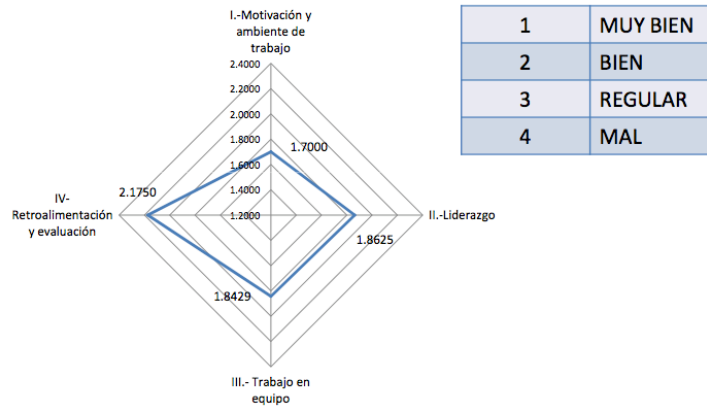 I.-Motivación y
ambiente de
trabajo
2.4000
2.2000
2.0000
1.8000
1.6000
1.4000
1.2000
1.7000
II.-Liderazgo
1.8625
III.- Trabajo en
equipo
1.8429
IV-
Retroalimentación
y evaluación
2.1750
1 MUY BIEN
2 BIEN
3 REGULAR
4 MAL